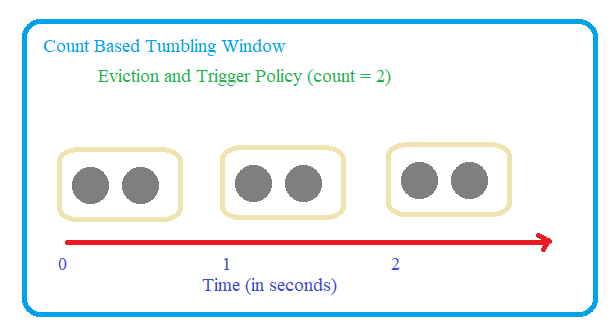 Count Based Tumbling Window
Eviction and Trigger Policy (count = 2)
0 1 2
Time (in seconds)